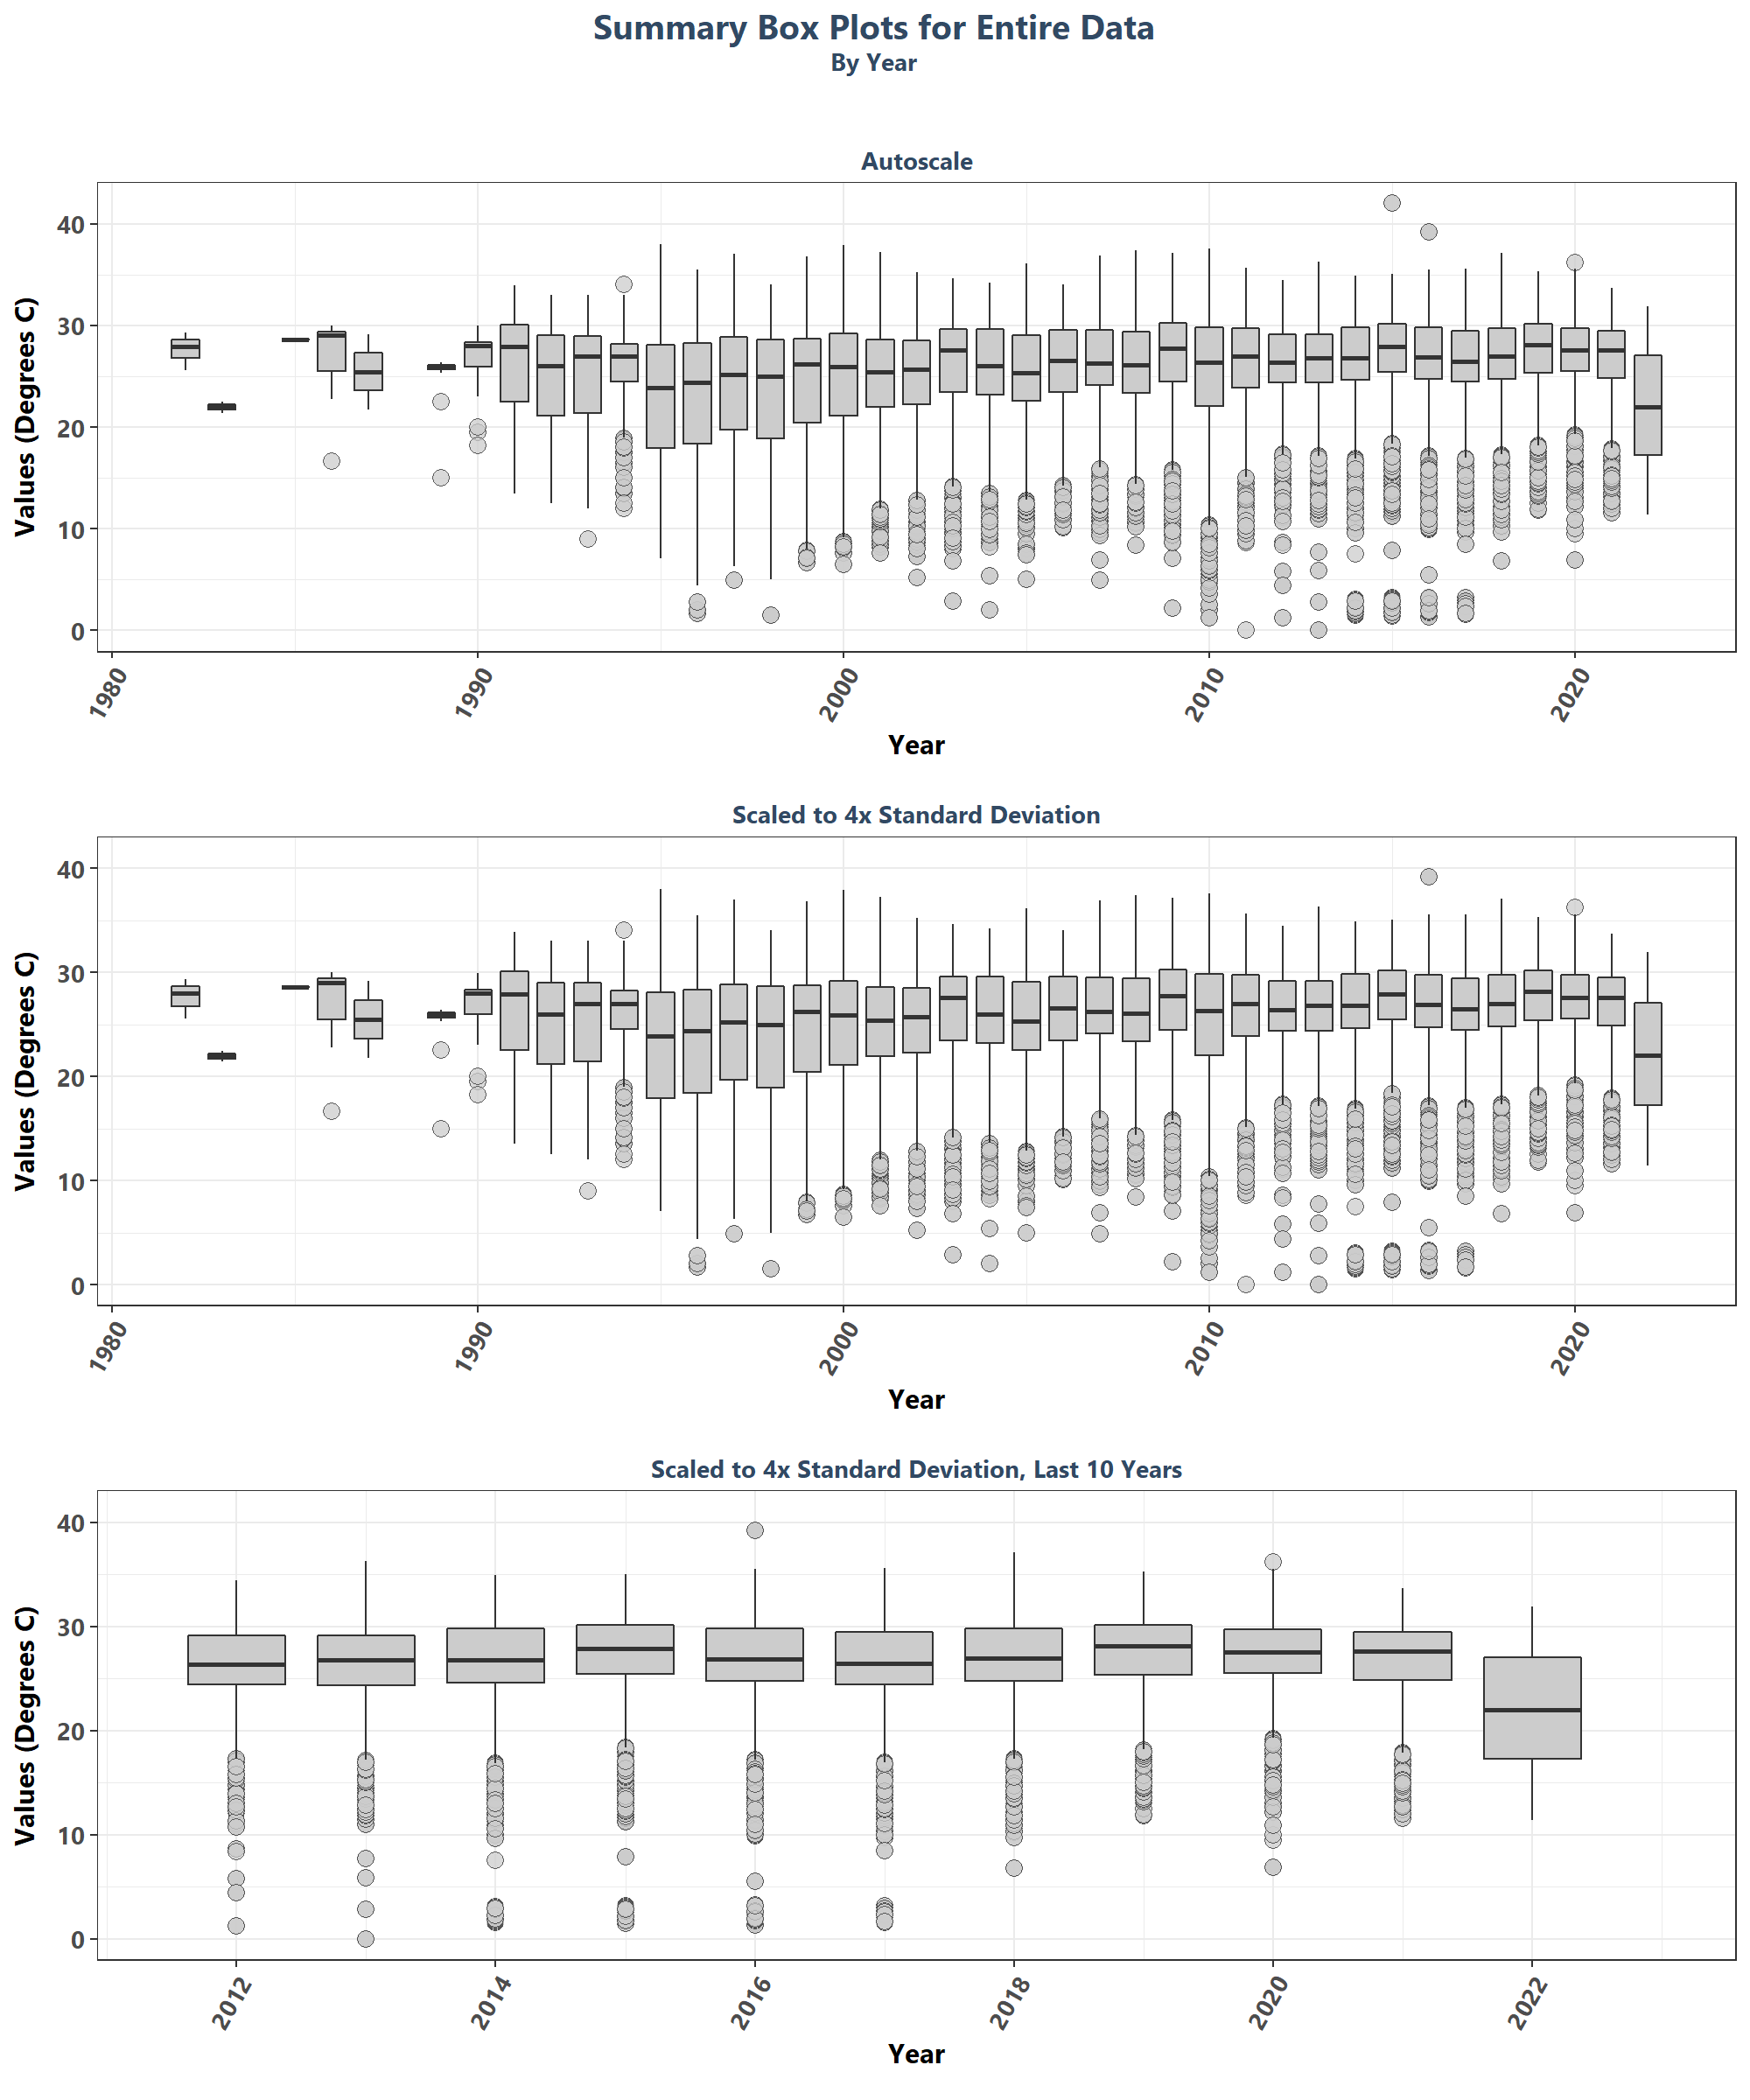 Summary Box Plots for Entire Data
By Year
Autoscale
Values (Degrees C)
40
30
20
10
0
1980
1990
2000
2010
2020
Year
Scaled to 4x Standard Deviation
Values (Degrees C)
40
30
20
10
0
1980
1990
2000
2010
2020
Year
Scaled to 4x Standard Deviation, Last 10 Years
Values (Degrees C)
40
30
20
10
0
2012
2014
2016
2018
2020
2022
Year